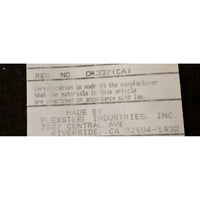 REG. NO. OK337(CA)
Certification is made by the manufacturer
that the materials in this article
are described in accordance with law.
MADE BY
FLEXSTEEL INDUSTRIES, INC.
7227 CENTRAL AVE
RIVERSIDE, CA 92504-1432